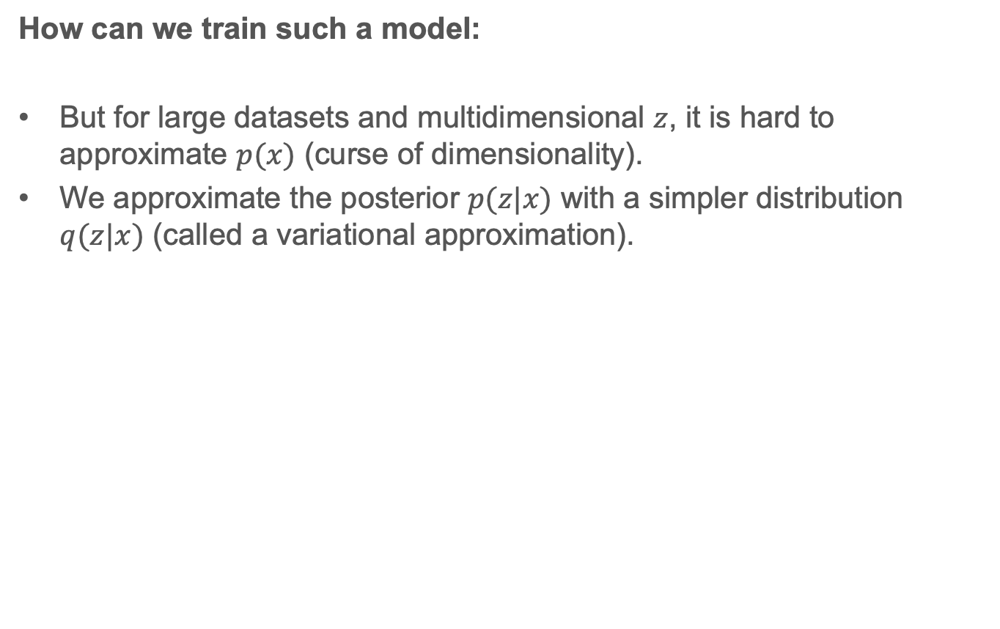 How can we train such a model:
• But for large datasets and multidimensional z, it is hard to
approximate p(x) (curse of dimensionality).
• We approximate the posterior p(z|x) with a simpler distribution
q(z|x) (called a variational approximation).